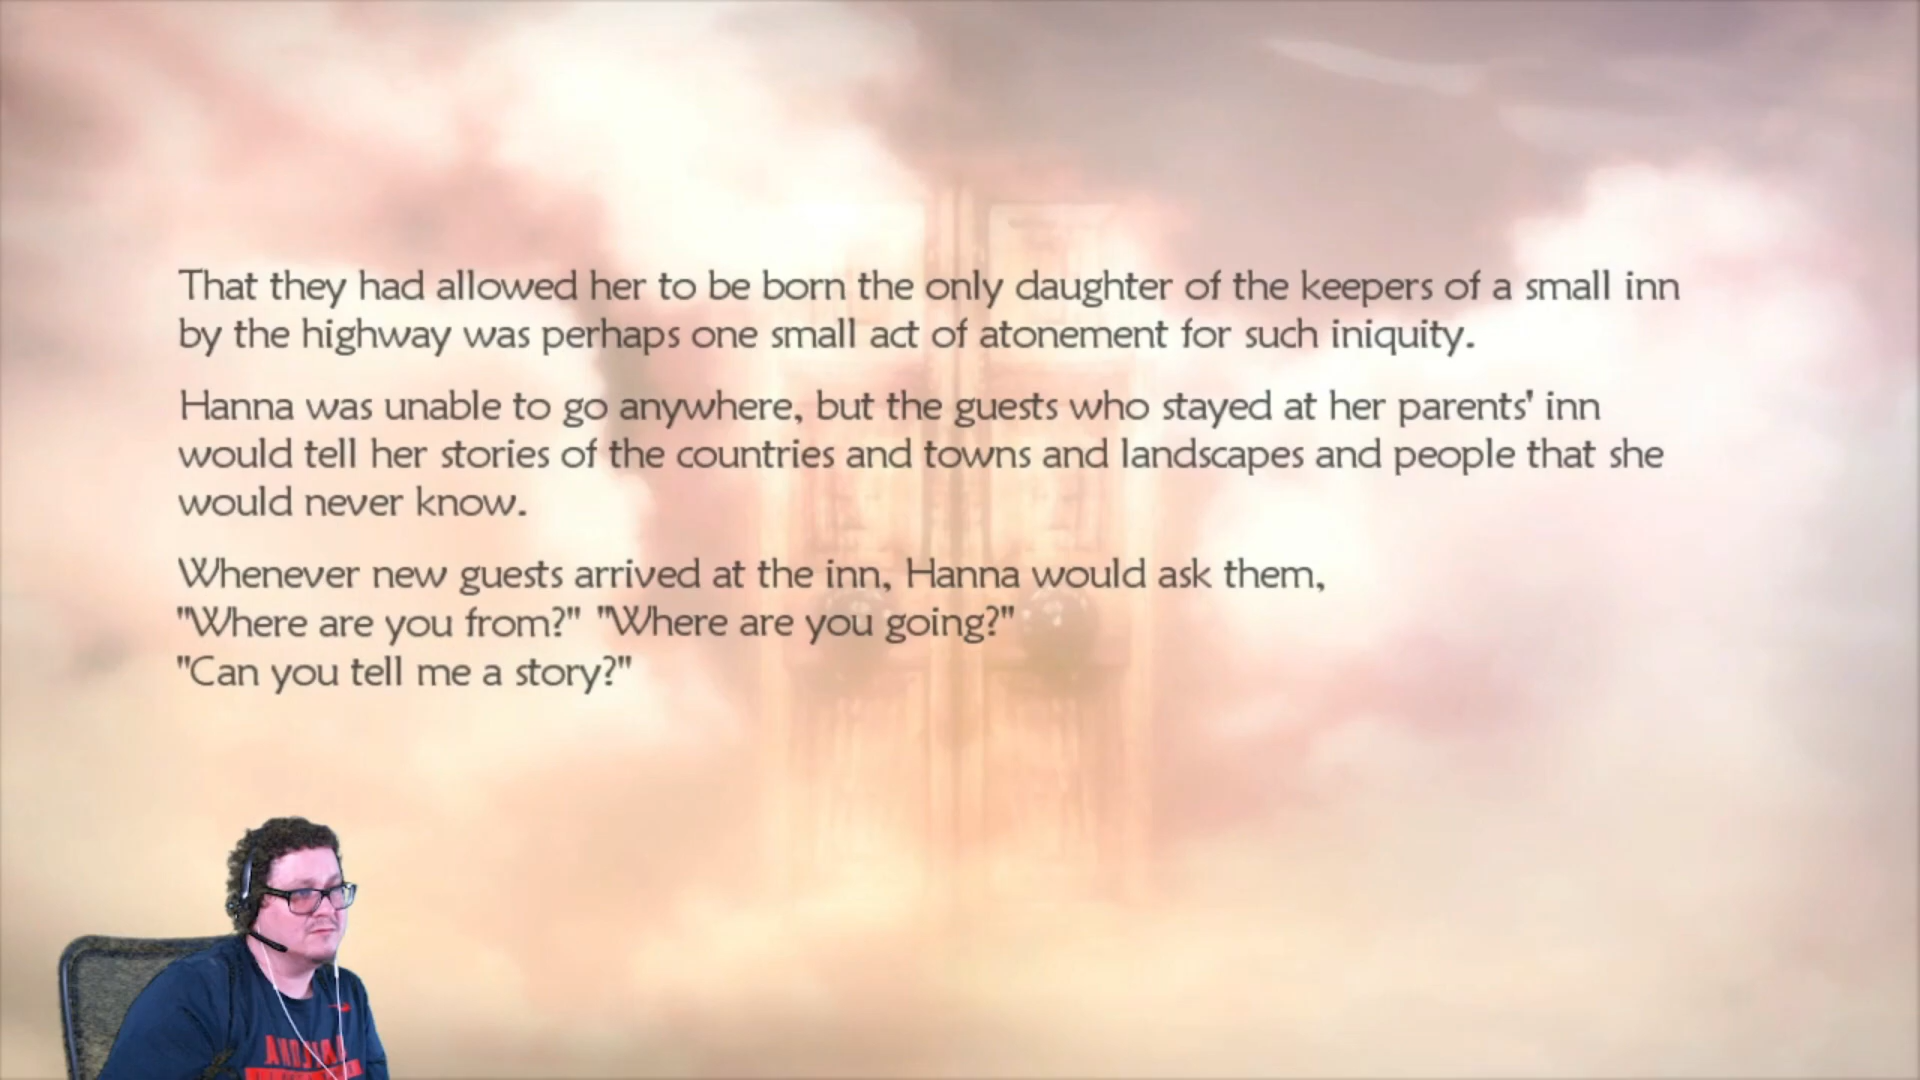 That they had allowed her to be born the only daughter of the keepers of a small inn
by the highway was perhaps one small act of atonement for such iniquity.
Hanna was unable to go anywhere, but the guests who stayed at her parents' inn
would tell her stories of the countries and towns and landscapes and people that she
would never know.
Whenever new guests arrived at the inn, Hanna would ask them,
"Where are you from?" "Where are you going?"
"Can you tell me a story?"